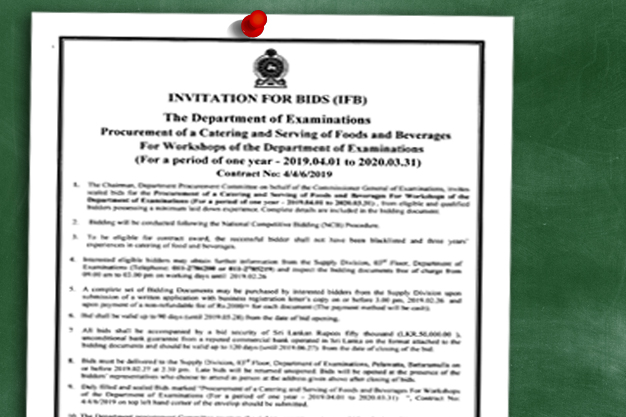 INVITATION FOR BIDS (IFB)
The Department of Examinations
Procurement of a Catering and Serving of Foods and Beverages
For Workshops of the Department of Examinations
(For a period of one year - 2019.04.01 to 2020.03.31)
Contract No: 4/4/6/2019
1. The Chairman, Department Procurement Committee on behalf of the Commissioner General of Examinations, invites
sealed bids for the Procurement of a Catering and Serving of Foods and Beverages For Workshops of the
Department of Examinations (For a period of one year - 2019.04.01 to 2020.03.31), from eligible and qualified
bidders possessing a minimum laid down experience. Complete details are included in the bidding document.
2. Bidding will be conducted following the National Competitive Bidding (NCB) Procedure.
3. To be eligible for contract award, the successful bidder shall not have been blacklisted and three years'
experiences in catering of food and beverages.
4. Interested eligible bidders may obtain further information from the Supply Division, 03rd Floor, Department of
Examinations (Telephone: or and inspect the bidding documents free of charge from
09.00 am to 03.00 pm on working days until 2019.02.26
5. A complete set of Bidding Documents may be purchased by interested bidders from the Supply Division upon
submission of a written application with business registration letter's copy on or before 3.00 pm, 2019.02.26 and
upon payment of a non-refundable fee of for each document (The payment method will be cash).
6. Bid shall be valid up to 90 days (until 2019.05.28) from the date of bid opening.
7. All bids shall be accompanied by a bid security of Sri Lankan Rupees fifty thousand (LKR.50,000.00 ),
unconditional bank guarantee from a reputed commercial bank operated in Sri Lanka on the format attached to the
bidding documents and should be valid up to 120 days (until 2019.06.27) from the date of closing of the bid.
Bids must be delivered to the Supply Division, 03rd Floor, Department of Examinations, Pelawatta, Battaramulla on
or before 2019.02.27 at 2.30 pm. Late bids will be returned unopened. Bids will be opened at the presence of the
bidders' representatives who choose to attend in person at the address given above after closing of bids.
9. Duly filled and sealed Bids marked "Procurement of a Catering and Serving of Foods and Beverages For Workshops
of the Department of Examinations (For a period of one year - 2019.04.01 to 2020.03.31) ", Contract No:
4/4/6/2019 on top left hand corner of the envelop should be submitted.